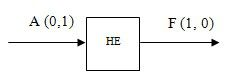 A (0,1)
HE
F (1, 0)